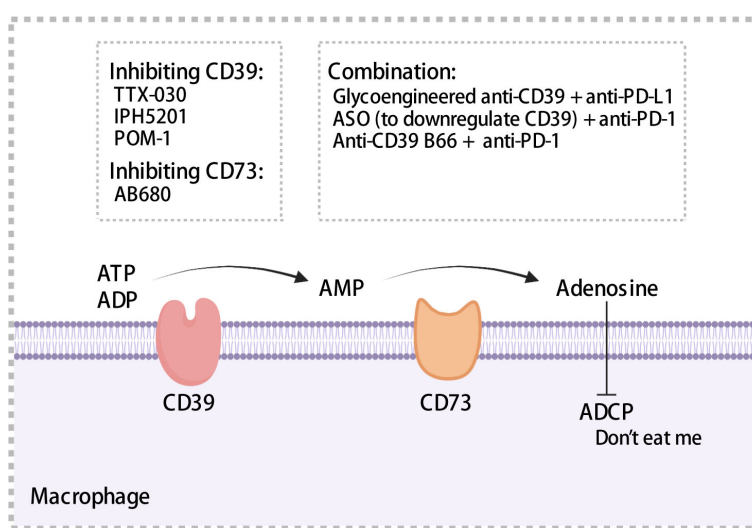 Inhibiting CD39:
TTX-030
IPH5201
POM-1
Inhibiting CD73:
AB680
Combination:
Glycoengineered anti-CD39 + anti-PD-L1
ASO (to downregulate CD39) + anti-PD-1
Anti-CD39 B66 + anti-PD-1
ATP
ADP
AMP
Adenosine
CD39
CD73
ADCP
Don't eat me
Macrophage